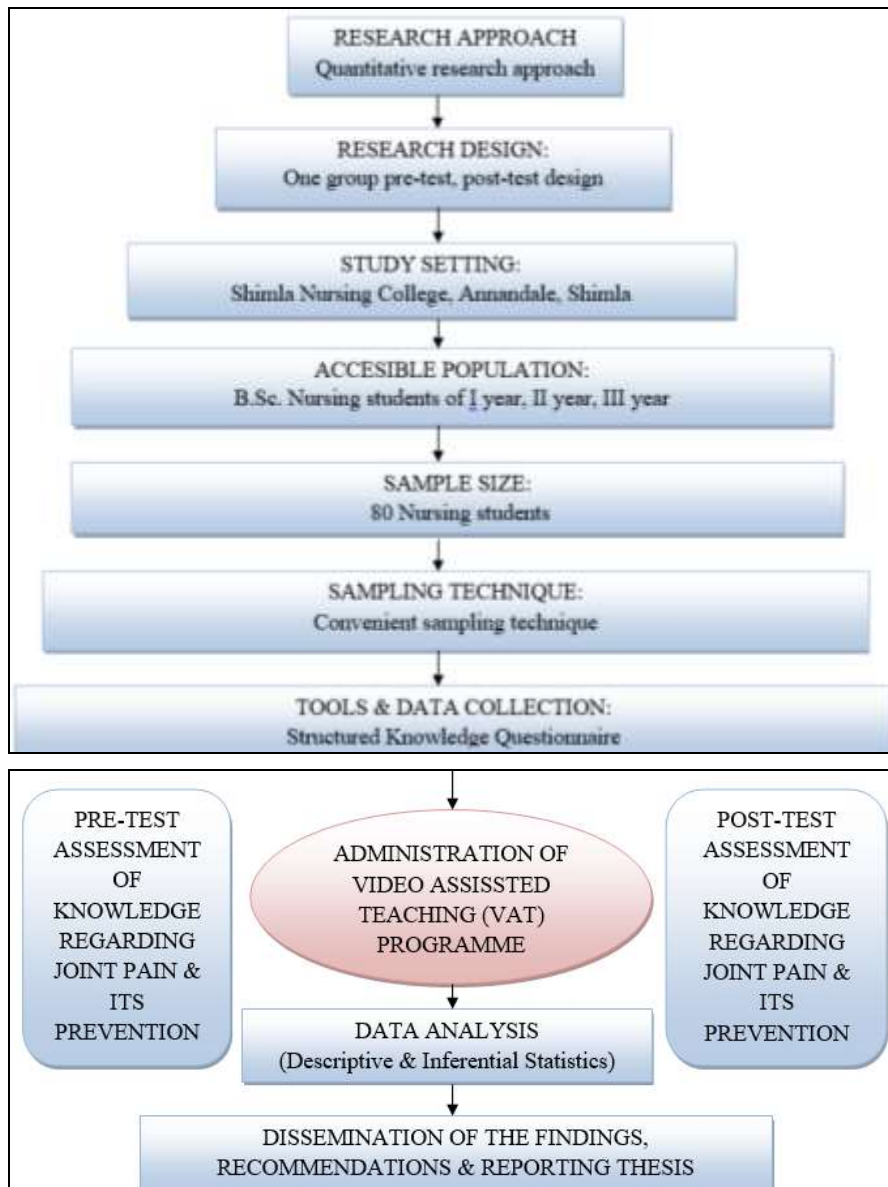 RESEARCH APPROACH
Quantitative research approach
RESEARCH DESIGN:
One group pre-test, post-test design
STUDY SETTING:
Shimla Nursing College, Annandale, Shimla
ACCESIBLE POPULATION:
B.Sc. Nursing students of I year, II year, III year
SAMPLE SIZE:
80 Nursing students
SAMPLING TECHNIQUE:
Convenient sampling technique
TOOLS & DATA COLLECTION:
Structured Knowledge Questionnaire
PRE-TEST
ASSESSMENT
OF
KNOWLEDGE
REGARDING
JOINT PAIN &
ITS
PREVENTION
ADMINISTRATION OF
VIDEO ASSISSTED
TEACHING (VAT)
PROGRAMME
POST-TEST
ASSESSMENT
OF
KNOWLEDGE
REGARDING
JOINT PAIN &
ITS
PREVENTION
DATA ANALYSIS
(Descriptive & Inferential Statistics)
DISSEMINATION OF THE FINDINGS,
RECOMMENDATIONS & REPORTING THESIS